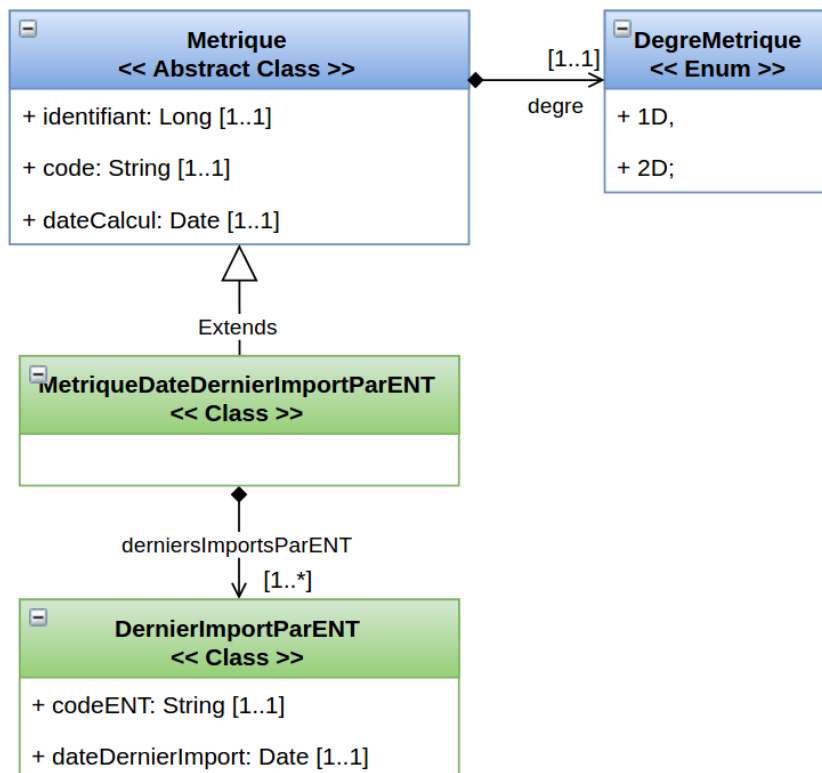 Metrique
<< Abstract Class >>
+ identifiant: Long [1..1]
+ code: String [1..1]
+ dateCalcul: Date [1..1]
[1..1]
degre
DegreMetrique
<< Enum >>
+ 1D,
+ 2D;
Extends
MetriqueDateDernierImportParENT
<< Class >>
derniersImportsParENT
[1..*]
DernierImportParENT
<< Class >>
+ codeENT: String [1..1]
+ dateDernierImport: Date [1..1]